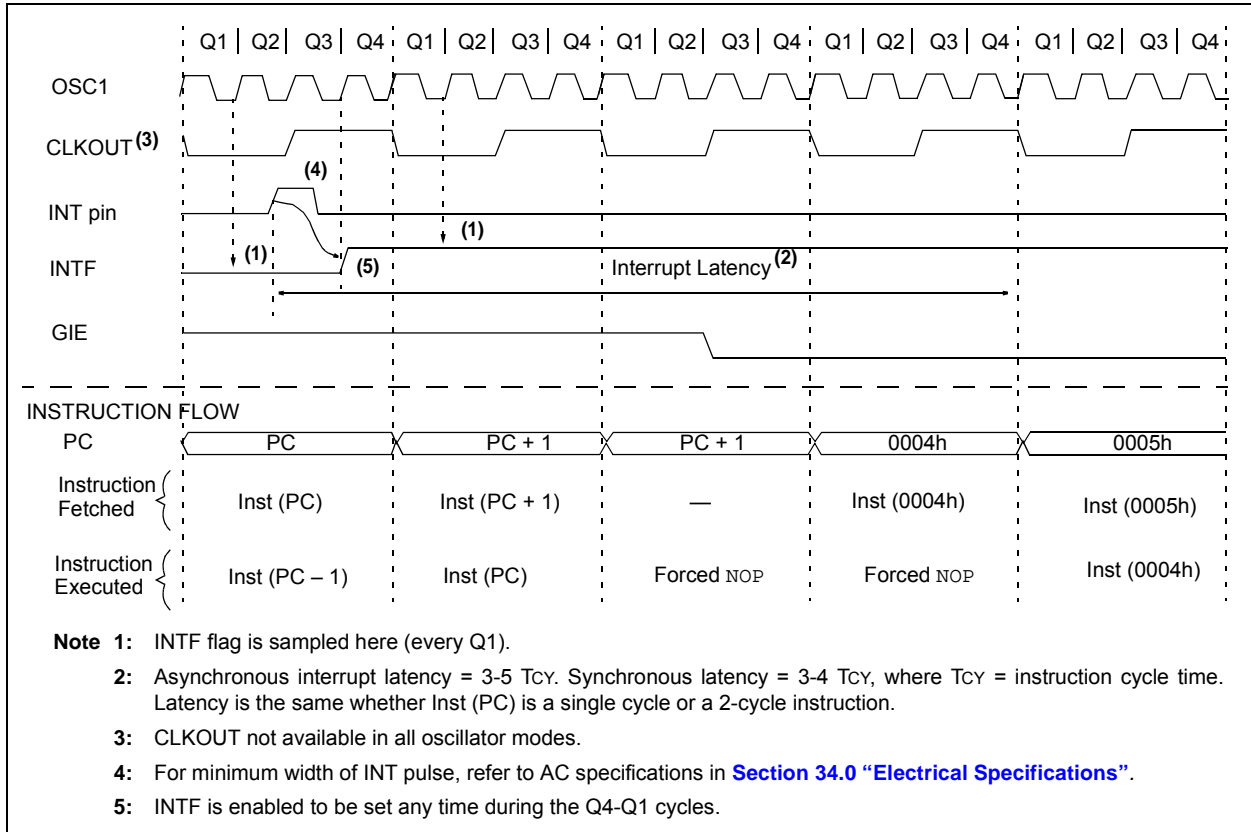 Q1 Q2 Q3 Q4 Q1 Q2 Q3 Q4 Q1 Q2 Q3 Q4 Q1 Q2 Q3 Q4 Q1 Q2 Q3 Q4
OSC1
CLKOUT (3)
(4)
INT pin
(1)
(1)
INTF
(5)
Interrupt Latency (2)
GIE
INSTRUCTION FLOW
PC PC PC + 1 PC + 1 0004h 0005h
Instruction
Fetched
Inst (PC) Inst (PC + 1) — Inst (0004h) Inst (0005h)
Instruction
Executed
Inst (PC – 1) Inst (PC) Forced NOP Forced NOP Inst (0004h)
Note 1: INTF flag is sampled here (every Q1).
2: Asynchronous interrupt latency = 3-5 TCY. Synchronous latency = 3-4 TCY, where TCY = instruction cycle time.
Latency is the same whether Inst (PC) is a single cycle or a 2-cycle instruction.
3: CLKOUT not available in all oscillator modes.
4: For minimum width of INT pulse, refer to AC specifications in Section 34.0 “Electrical Specifications”.
5: INTF is enabled to be set any time during the Q4-Q1 cycles.